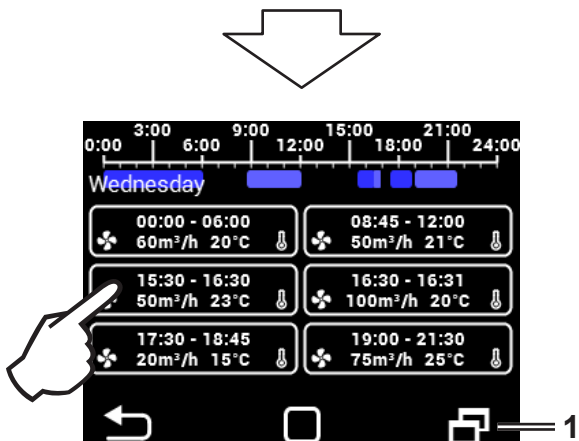 3:00 9:00 15:00 21:00
0:00 6:00 12:00 18:00 24:00
Wednesday
00:00 - 06:00
60m³/h 20°C
08:45 - 12:00
50m³/h 21°C
15:30 - 16:30
50m³/h 23°C
16:30 - 16:31
100m³/h 20°C
17:30 - 18:45
20m³/h 15°C
19:00 - 21:30
75m³/h 25°C
1